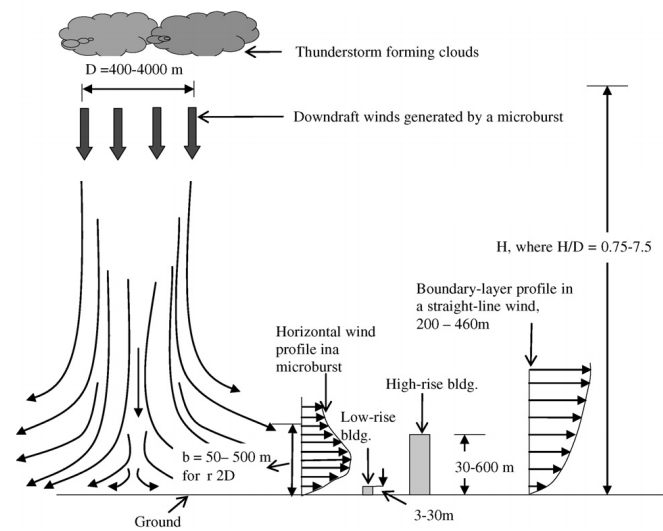 Thunderstorm forming clouds
D =400-4000 m
Downdraft winds generated by a microburst
H, where H/D = 0.75-7.5
Boundary-layer profile in
a straight-line wind,
200 – 460m
Horizontal wind
profile ina
microburst
High-rise bldg.
Low-rise
bldg.
b = 50– 500 m
for r 2D
30-600 m
3-30m
Ground